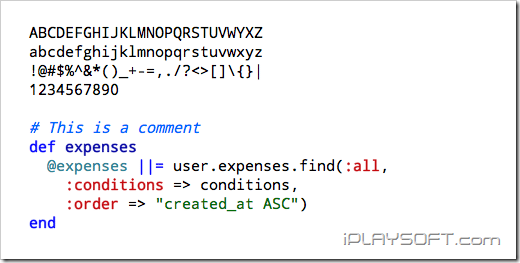 ABCDEFGHIJKLMNOPQRSTUVWYXZ
abcdefghijklmnopqrstuvwxyz
!@#$%^&*()_+-=,./?<>[]\{}|
1234567890
# This is a comment
def expenses
  @expenses ||= user.expenses.find(:all,
    :conditions => conditions,
    :order => "created_at ASC")
end
iPLAYSOFT.COM